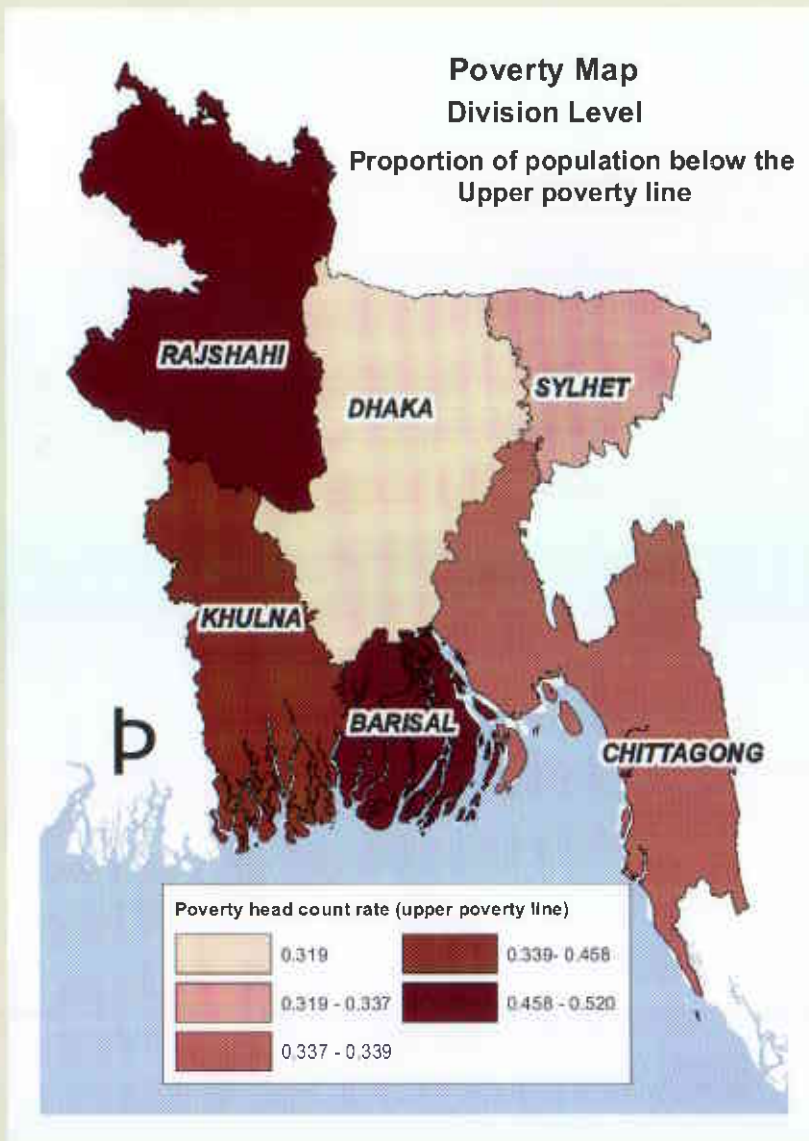 Poverty Map
Division Level
Proportion of population below the
Upper poverty line
RAJSHAHI
DHAKA
SYLHET
KHULNA
BARISAL
CHITTAGONG
þ
Poverty head count rate (upper poverty line)
0.319
0.319 - 0.337
0.337 - 0.339
0.339- 0.458
0.458 - 0.520